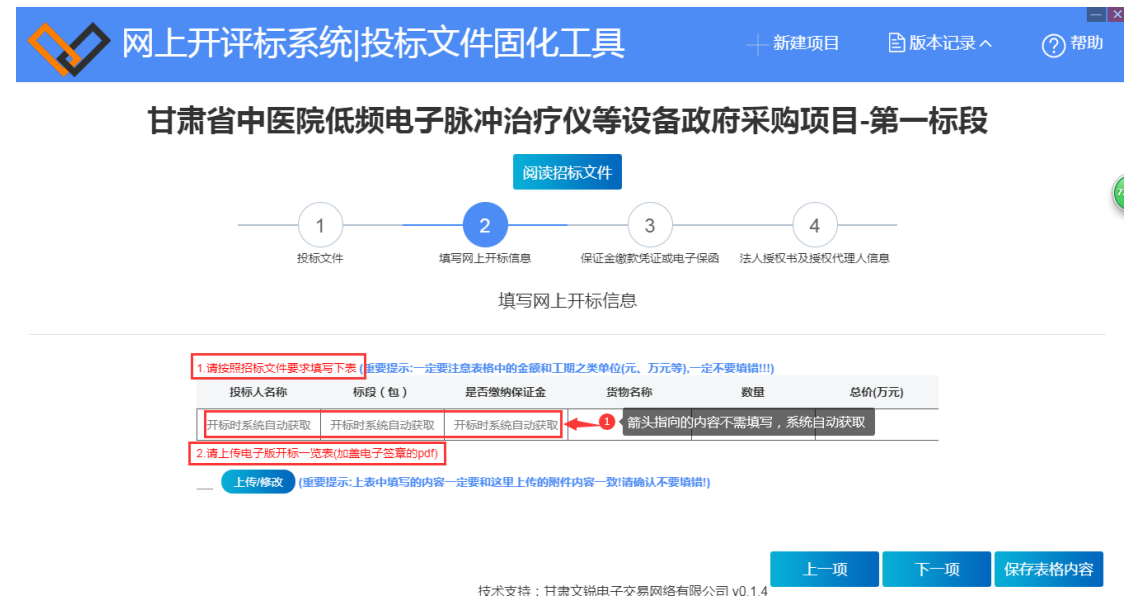 网上开评标系统|投标文件固化工具 新建项目 版本记录 帮助
甘肃省中医院低频电子脉冲治疗仪等设备政府采购项目-第一标段
阅读招标文件
1 2 3 4
投标文件 填写网上开标信息 保证金缴款凭证或电子保函 法人授权书及授权代理人信息
填写网上开标信息
1.请按照招标文件要求填写下表 (重要提示:一定要注意表格中的金额和工期之类单位(元、万元等),一定不要填错!!!)
投标人名称 标段（包） 是否缴纳保证金 货物名称 数量 总价(万元)
开标时系统自动获取 开标时系统自动获取 开标时系统自动获取 1 箭头指向的内容不需填写，系统自动获取
2.请上传电子版开标一览表(加盖电子签章的pdf)
上传/修改 (重要提示:上表中填写的内容一定要和这里上传的附件内容一致!请确认不要填错!)
上一项 下一项 保存表格内容
技术支持：甘肃文锐电子交易网络有限公司 v0.1.4